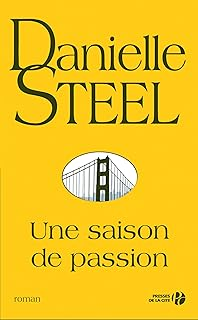 Danielle
STEEL
Une saison
de passion
roman
PRESSES
DE LA CITÉ